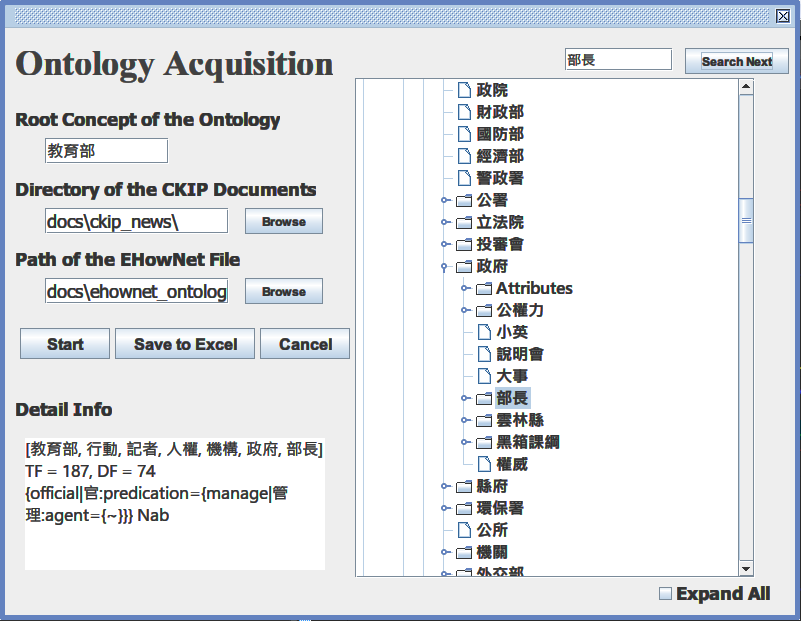 Ontology Acquisition
Root Concept of the Ontology
教育部
Directory of the CKIP Documents
docs\ckip_news\
Browse
Path of the EHowNet File
docs\ehownet_ontolog
Browse
Start
Save to Excel
Cancel
Detail Info
[教育部, 行動, 記者, 人權, 機構, 政府, 部長]
TF = 187, DF = 74
{official|官:predication={manage|管
理:agent={~}}} Nab
部長
Search Next
政院
財政部
國防部
經濟部
警政署
公署
立法院
投審會
政府
Attributes
公權力
小英
說明會
大事
部長
雲林縣
黑箱課綱
權威
縣府
環保署
公所
機關
外交部
Expand All